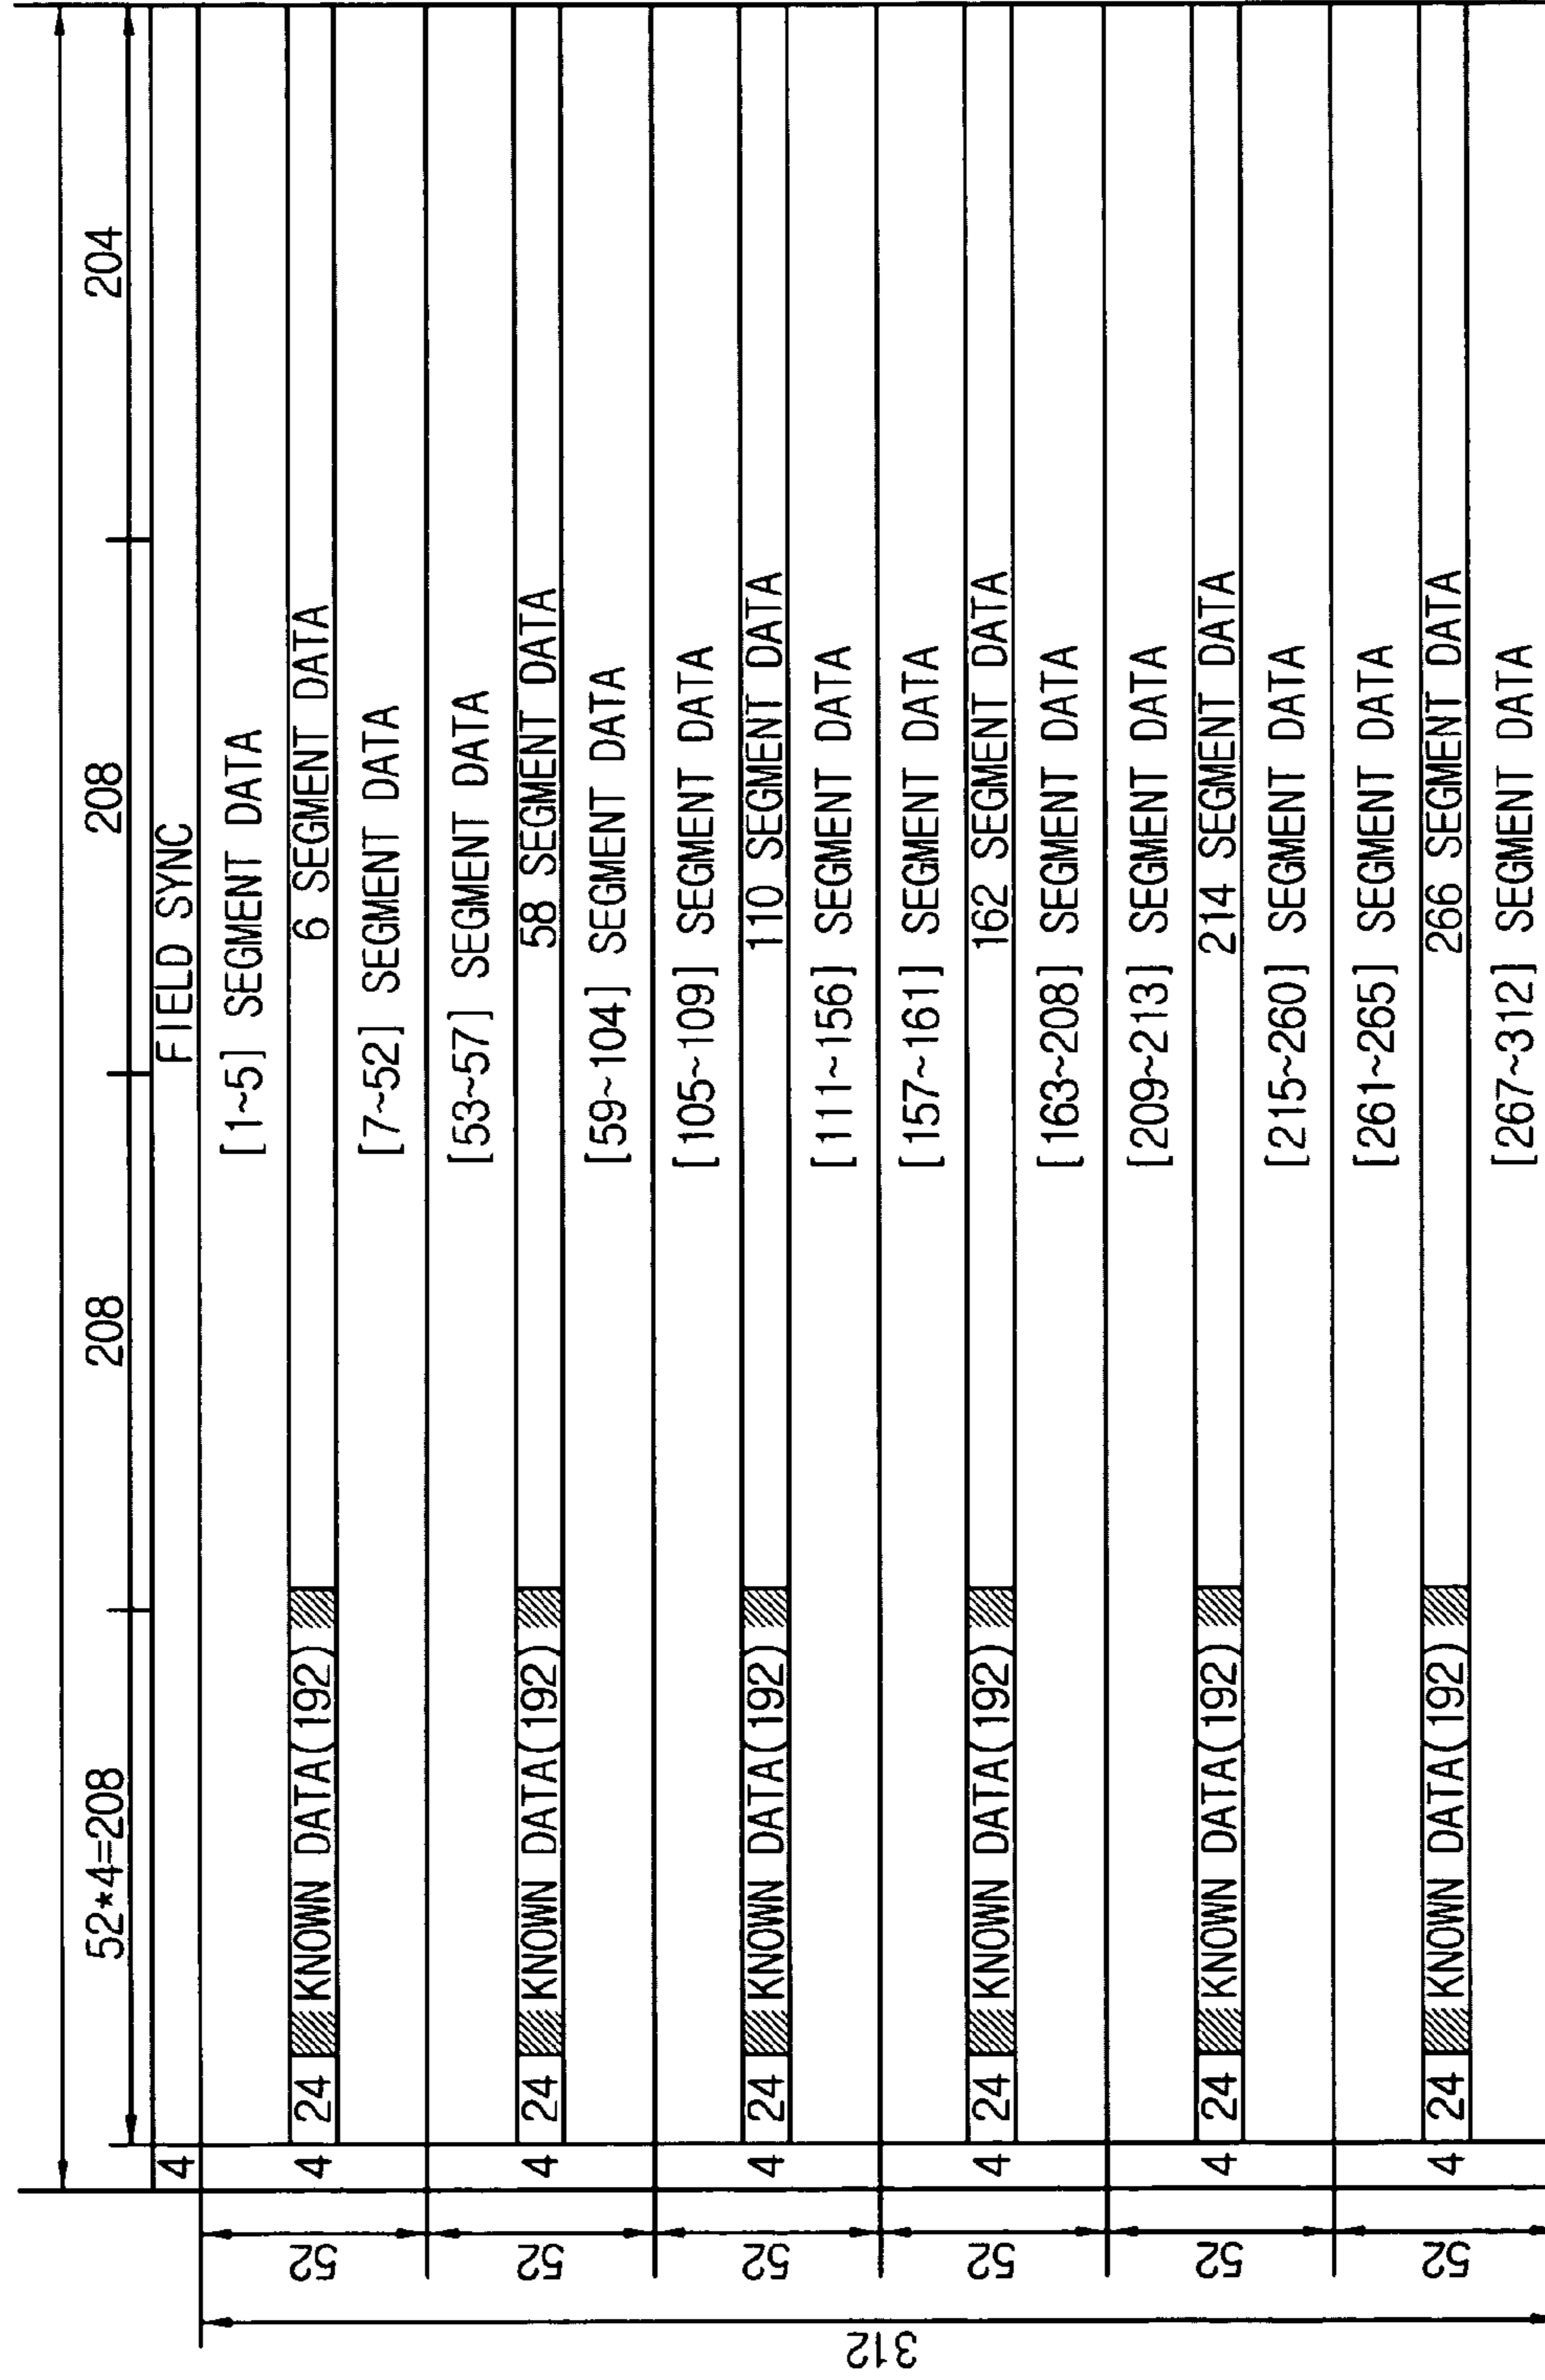 52*4=208 208 208 204
4 FIELD SYNC
[1~5] SEGMENT DATA
52 4 24 KNOWN DATA(192) 6 SEGMENT DATA
[7~52] SEGMENT DATA
[53~57] SEGMENT DATA
52 4 24 KNOWN DATA(192) 58 SEGMENT DATA
[59~104] SEGMENT DATA
[105~109] SEGMENT DATA
52 4 24 KNOWN DATA(192) 110 SEGMENT DATA
[111~156] SEGMENT DATA
312
[157~161] SEGMENT DATA
52 4 24 KNOWN DATA(192) 162 SEGMENT DATA
[163~208] SEGMENT DATA
[209~213] SEGMENT DATA
52 4 24 KNOWN DATA(192) 214 SEGMENT DATA
[215~260] SEGMENT DATA
[261~265] SEGMENT DATA
52 4 24 KNOWN DATA(192) 266 SEGMENT DATA
[267~312] SEGMENT DATA